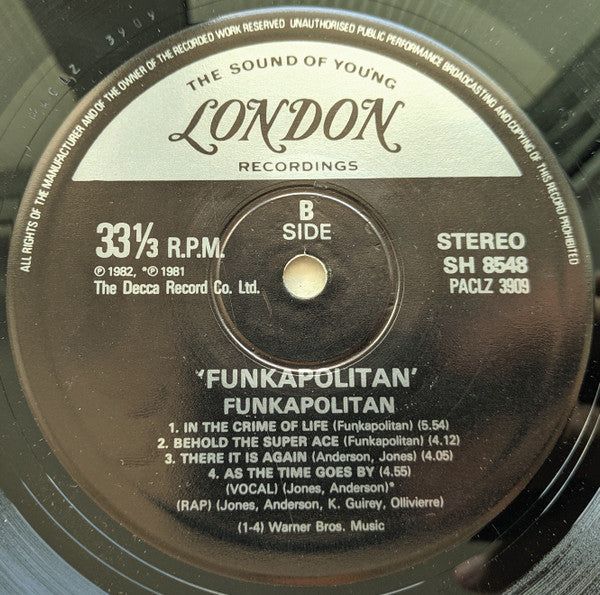 ALL RIGHTS OF THE MANUFACTURER AND OF THE OWNER OF THE RECORDED WORK RESERVED UNAUTHORISED PUBLIC PERFORMANCE BROADCASTING AND COPYING OF THIS RECORD PROHIBITED
THE SOUND OF YOUNG
LONDON
RECORDINGS
33⅓ R.P.M.
℗ 1982, *℗ 1981
The Decca Record Co. Ltd.
B
SIDE
STEREO
SH 8548
PACLZ 3909
'FUNKAPOLITAN'
FUNKAPOLITAN
1. IN THE CRIME OF LIFE (Funkapolitan) (5.54)
2. BEHOLD THE SUPER ACE (Funkapolitan) (4.12)
3. THERE IT IS AGAIN (Anderson, Jones) (4.05)
4. AS THE TIME GOES BY (4.55)
(VOCAL) (Jones, Anderson)*
(RAP) (Jones, Anderson, K. Guirey, Ollivierre)
(1-4) Warner Bros. Music